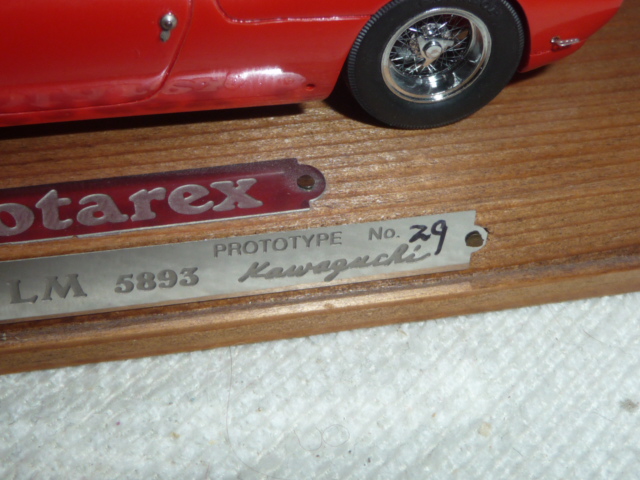 otarex
PROTOTYPE No. 29
LM 5893 Kawaguchi